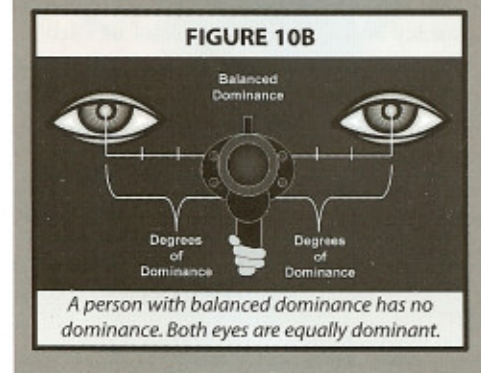 FIGURE 10B
Balanced
Dominance
Degrees
of
Dominance
Degrees
of
Dominance
A person with balanced dominance has no
dominance. Both eyes are equally dominant.